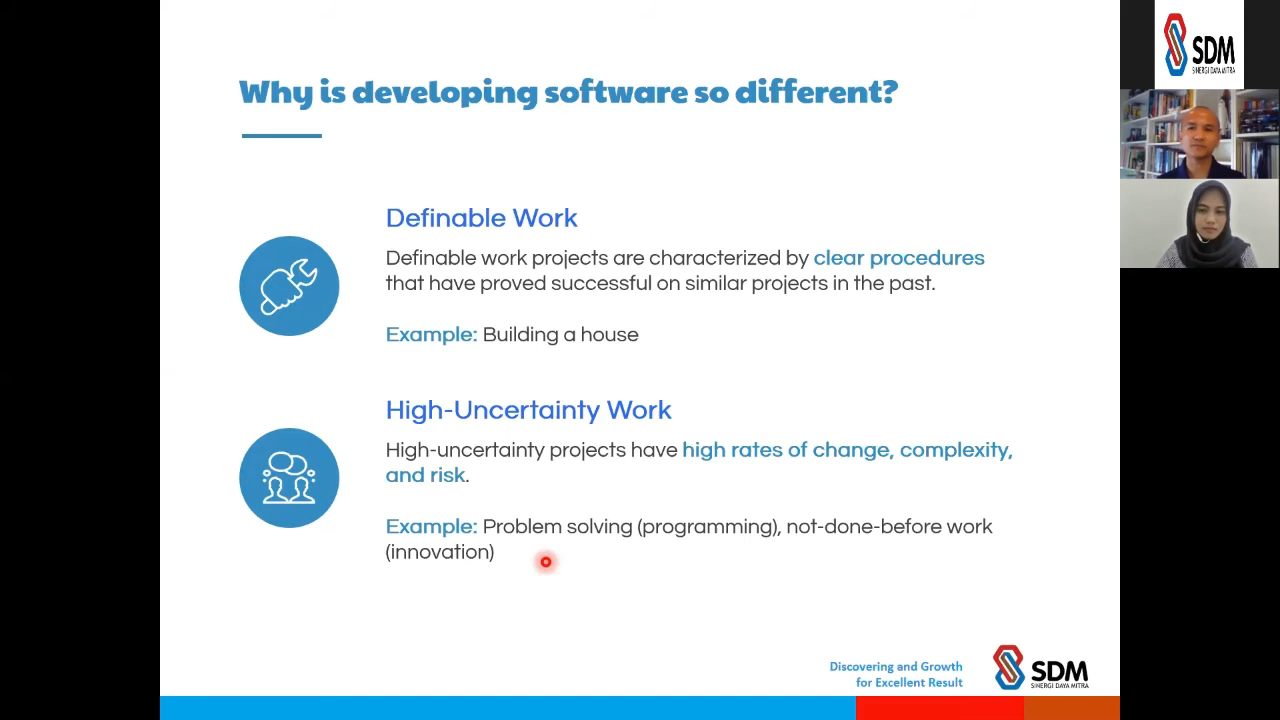 Why is developing software so different?
Definable Work
Definable work projects are characterized by clear procedures
that have proved successful on similar projects in the past.
Example: Building a house
High-Uncertainty Work
High-uncertainty projects have high rates of change, complexity,
and risk.
Example: Problem solving (programming), not-done-before work
(innovation)
Discovering and Growth
for Excellent Result
SDM
SINERGI DAYA MITRA
SDM
SINERGI DAYA MITRA